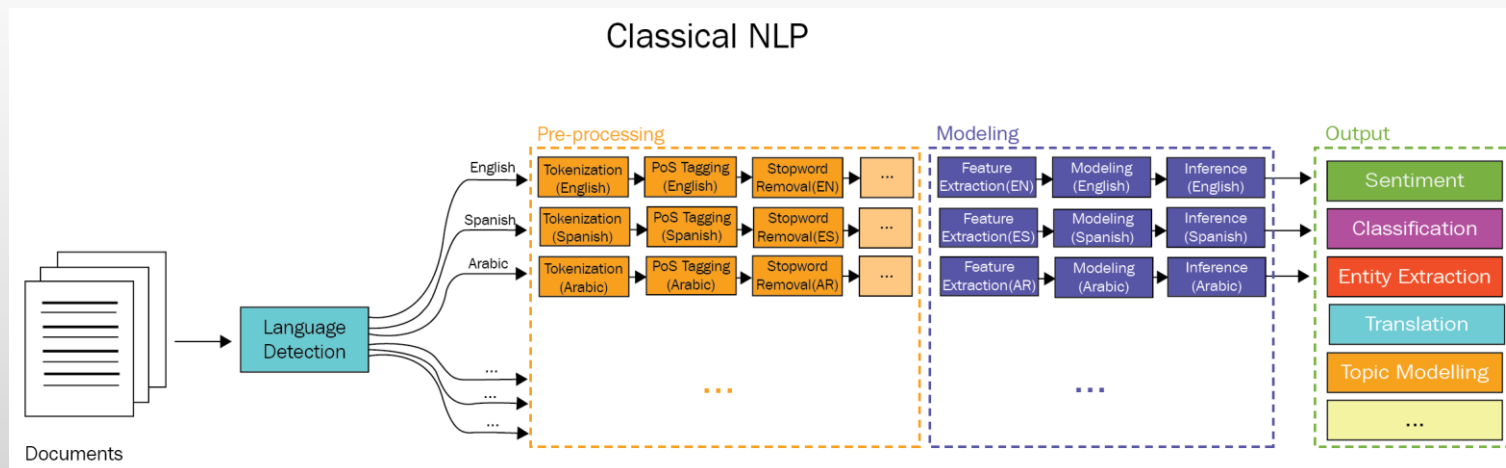 Classical NLP
Documents
Language
Detection
English
Spanish
Arabic
...
...
...
Pre-processing
Tokenization
(English)
PoS Tagging
(English)
Stopword
Removal(EN)
...
Tokenization
(Spanish)
PoS Tagging
(Spanish)
Stopword
Removal(ES)
...
Tokenization
(Arabic)
PoS Tagging
(Arabic)
Stopword
Removal(AR)
...
...
Modeling
Feature
Extraction(EN)
Modeling
(English)
Inference
(English)
Feature
Extraction(ES)
Modeling
(Spanish)
Inference
(Spanish)
Feature
Extraction(AR)
Modeling
(Arabic)
Inference
(Arabic)
...
Output
Sentiment
Classification
Entity Extraction
Translation
Topic Modelling
...